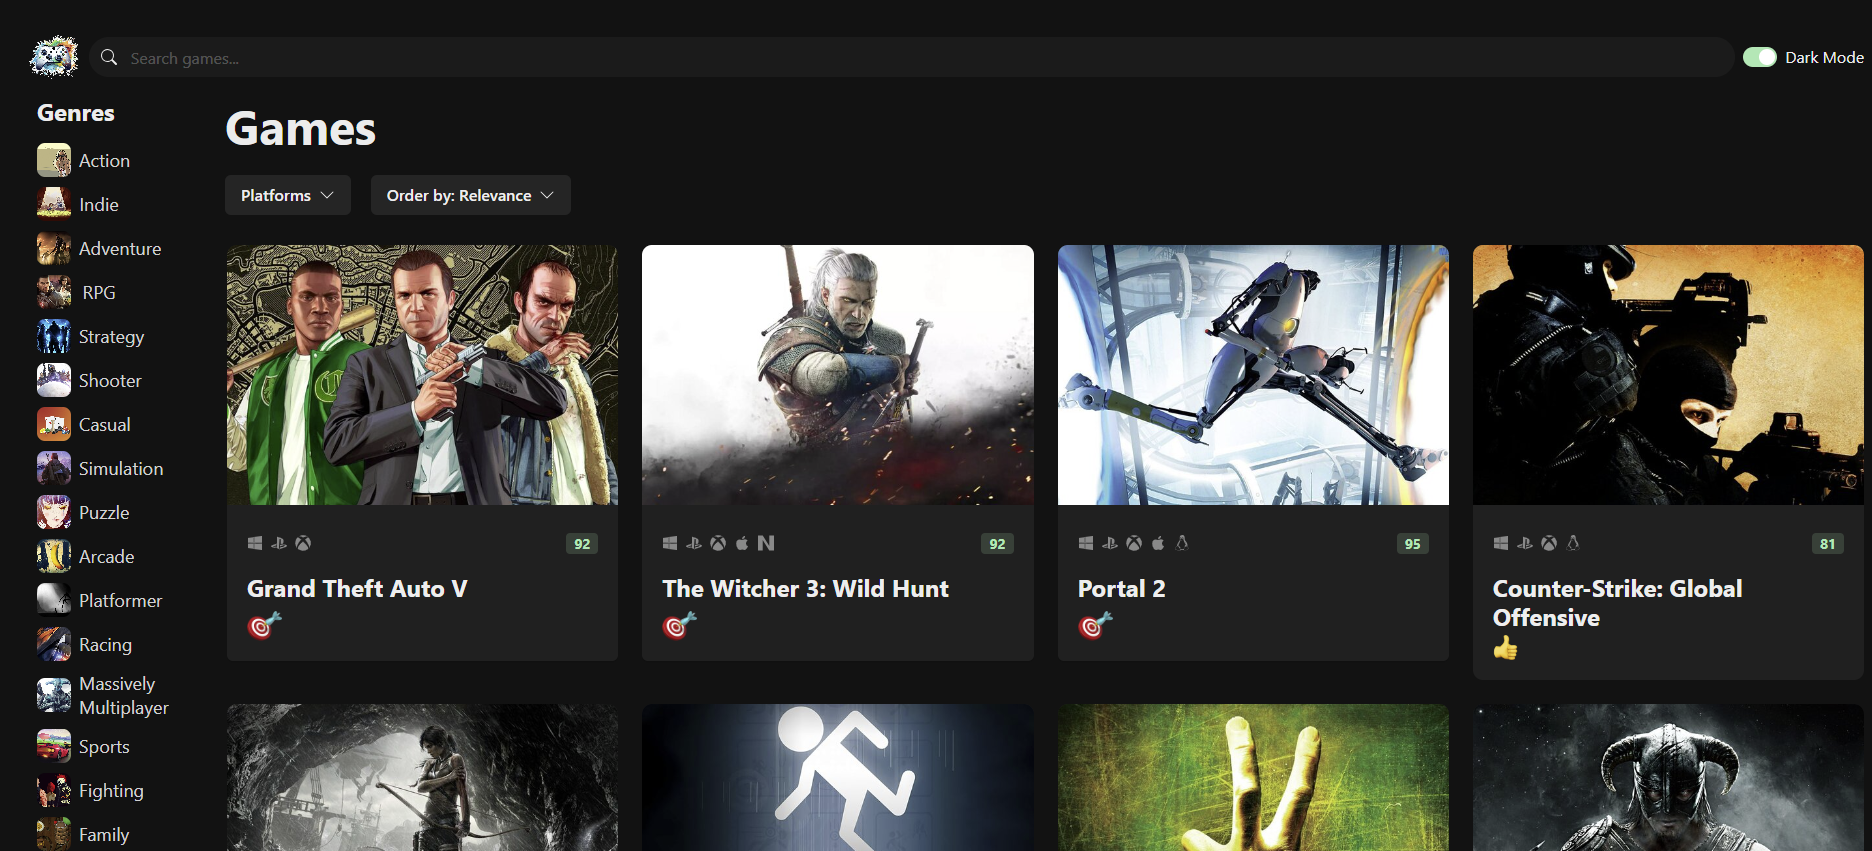 Search games...
Dark Mode
Genres
Action
Indie
Adventure
RPG
Strategy
Shooter
Casual
Simulation
Puzzle
Arcade
Platformer
Racing
Massively
Multiplayer
Sports
Fighting
Family
Games
Platforms
Order by: Relevance
92
Grand Theft Auto V
92
The Witcher 3: Wild Hunt
95
Portal 2
81
Counter-Strike: Global
Offensive